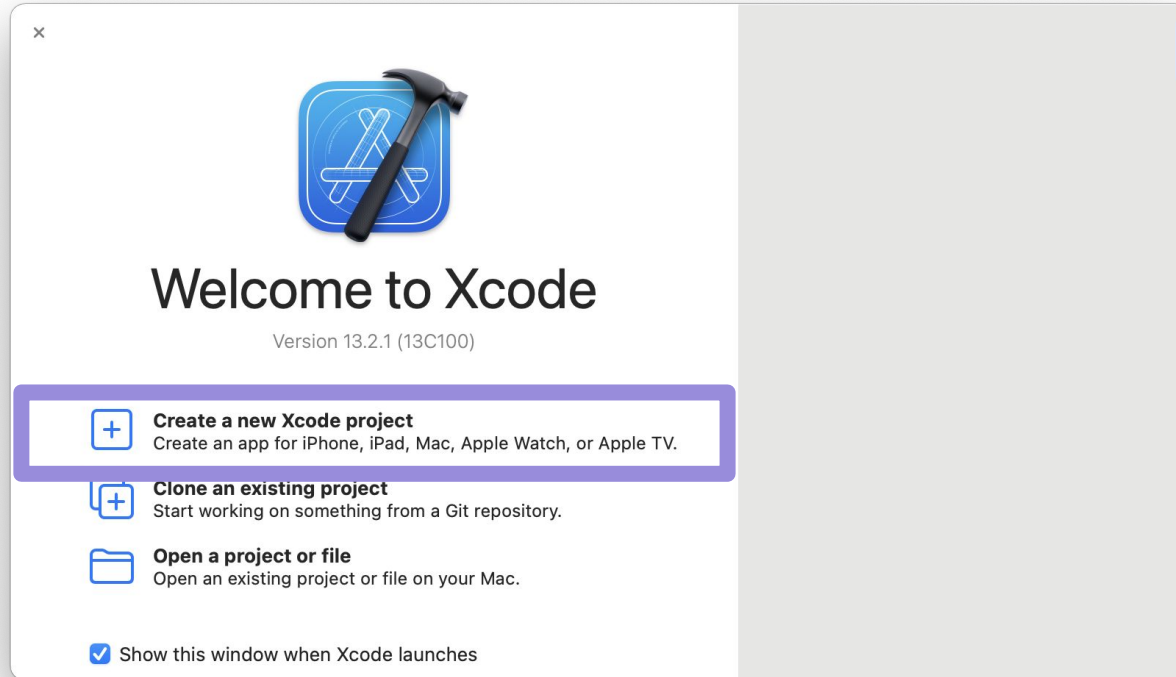 Welcome to Xcode
Version 13.2.1 (13C100)
Create a new Xcode project
Create an app for iPhone, iPad, Mac, Apple Watch, or Apple TV.
Clone an existing project
Start working on something from a Git repository.
Open a project or file
Open an existing project or file on your Mac.
Show this window when Xcode launches